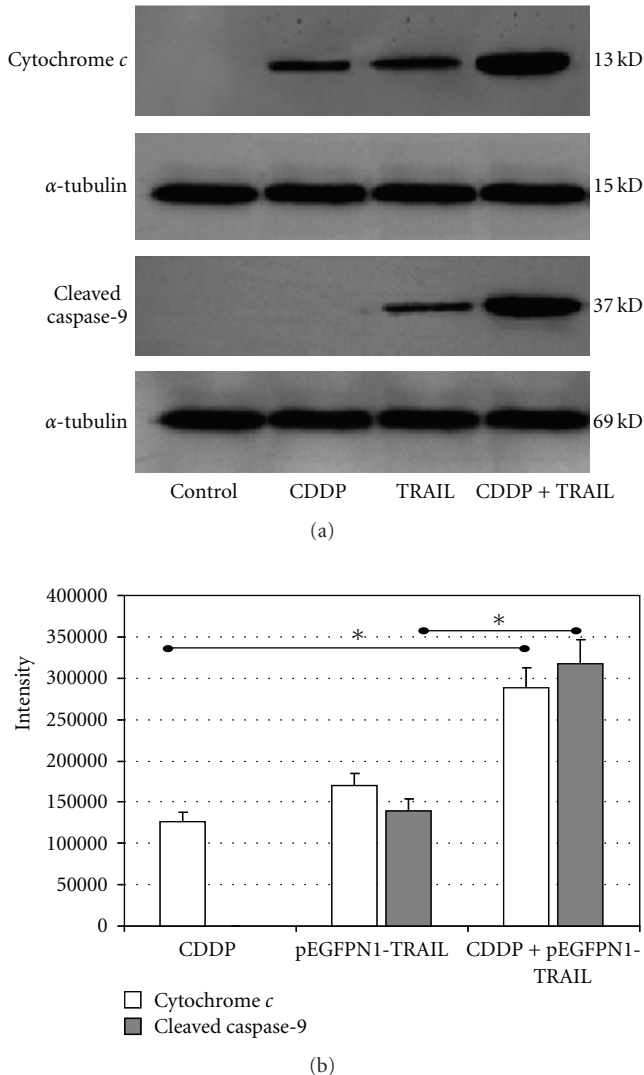 Cytochrome c
13 kD
α-tubulin
15 kD
Cleaved
caspase-9
37 kD
α-tubulin
69 kD
Control CDDP TRAIL CDDP + TRAIL
(a)
400000
350000
300000
250000
200000
150000
100000
50000
0
Intensity
*
*
CDDP pEGFPN1-TRAIL CDDP + pEGFPN1-
TRAIL
Cytochrome c
Cleaved caspase-9
(b)